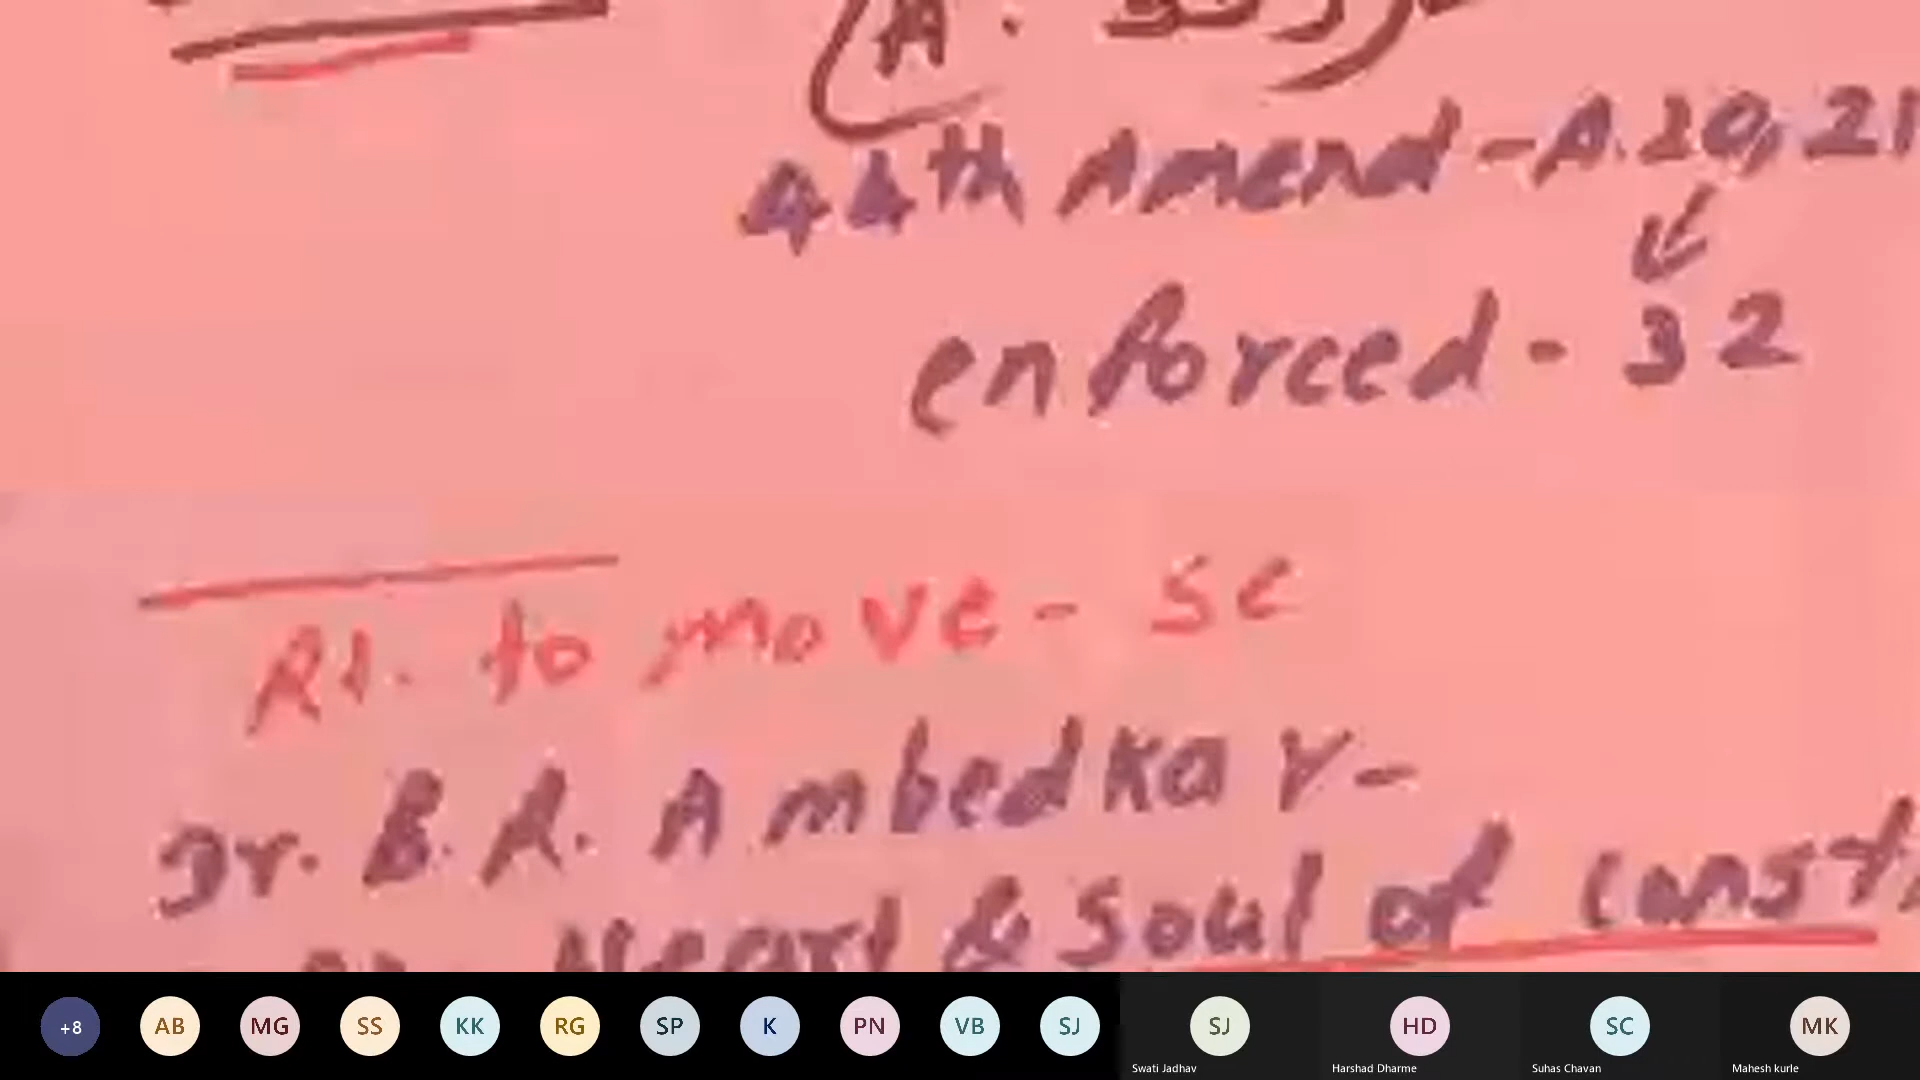 (A.
44th Amend-A.20, 21
enforced - 32
Rt. to move - SC
Dr. B.R. Ambedkar-
Heart & Soul of Const
+8
AB
MG
SS
KK
RG
SP
K
PN
VB
SJ
SJ
HD
SC
MK
Swati Jadhav
Harshad Dharme
Suhas Chavan
Mahesh kurle